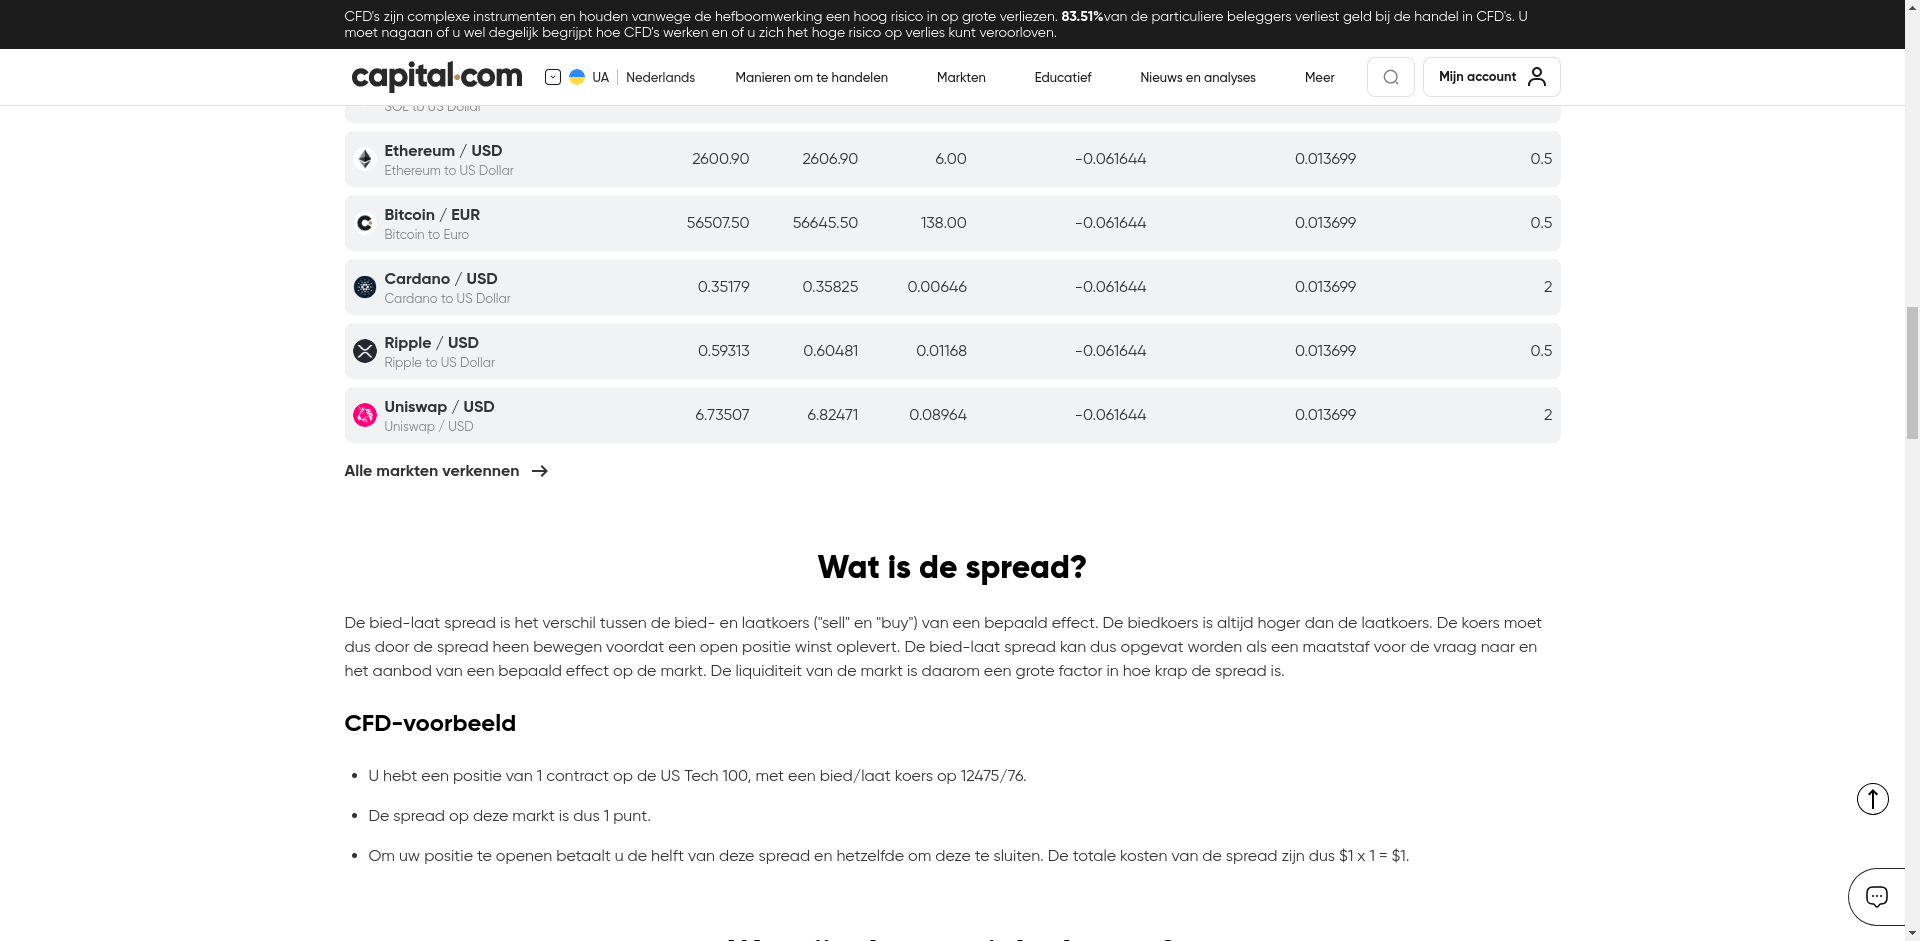 CFD's zijn complexe instrumenten en houden vanwege de hefboomwerking een hoog risico in op grote verliezen. 83.51%van de particuliere beleggers verliest geld bij de handel in CFD's. U
moet nagaan of u wel degelijk begrijpt hoe CFD's werken en of u zich het hoge risico op verlies kunt veroorloven.
capital.com UA Nederlands Manieren om te handelen Markten Educatief Nieuws en analyses Meer Mijn account
SOL to US Dollar
Ethereum / USD
Ethereum to US Dollar
2600.90 2606.90 6.00 -0.061644 0.013699 0.5
Bitcoin / EUR
Bitcoin to Euro
56507.50 56645.50 138.00 -0.061644 0.013699 0.5
Cardano / USD
Cardano to US Dollar
0.35179 0.35825 0.00646 -0.061644 0.013699 2
Ripple / USD
Ripple to US Dollar
0.59313 0.60481 0.01168 -0.061644 0.013699 0.5
Uniswap / USD
Uniswap / USD
6.73507 6.82471 0.08964 -0.061644 0.013699 2
Alle markten verkennen
Wat is de spread?
De bied-laat spread is het verschil tussen de bied- en laatkoers ("sell" en "buy") van een bepaald effect. De biedkoers is altijd hoger dan de laatkoers. De koers moet
dus door de spread heen bewegen voordat een open positie winst oplevert. De bied-laat spread kan dus opgevat worden als een maatstaf voor de vraag naar en
het aanbod van een bepaald effect op de markt. De liquiditeit van de markt is daarom een grote factor in hoe krap de spread is.
CFD-voorbeeld
U hebt een positie van 1 contract op de US Tech 100, met een bied/laat koers op 12475/76.
De spread op deze markt is dus 1 punt.
Om uw positie te openen betaalt u de helft van deze spread en hetzelfde om deze te sluiten. De totale kosten van de spread zijn dus $1 x 1 = $1.